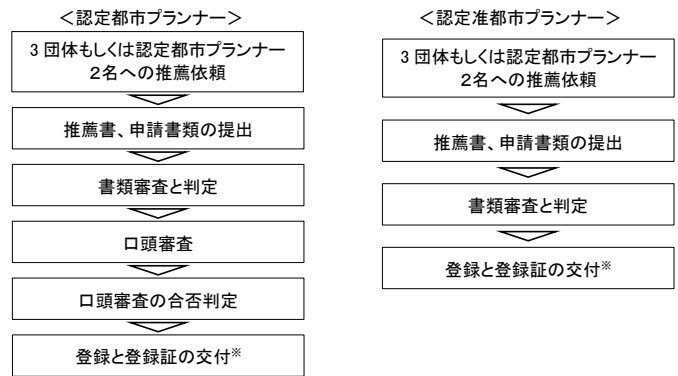 ＜認定都市プランナー＞
3 団体もしくは認定都市プランナー
２名への推薦依頼
推薦書、申請書類の提出
書類審査と判定
口頭審査
口頭審査の合否判定
登録と登録証の交付※
＜認定准都市プランナー＞
3 団体もしくは認定都市プランナー
２名への推薦依頼
推薦書、申請書類の提出
書類審査と判定
登録と登録証の交付※